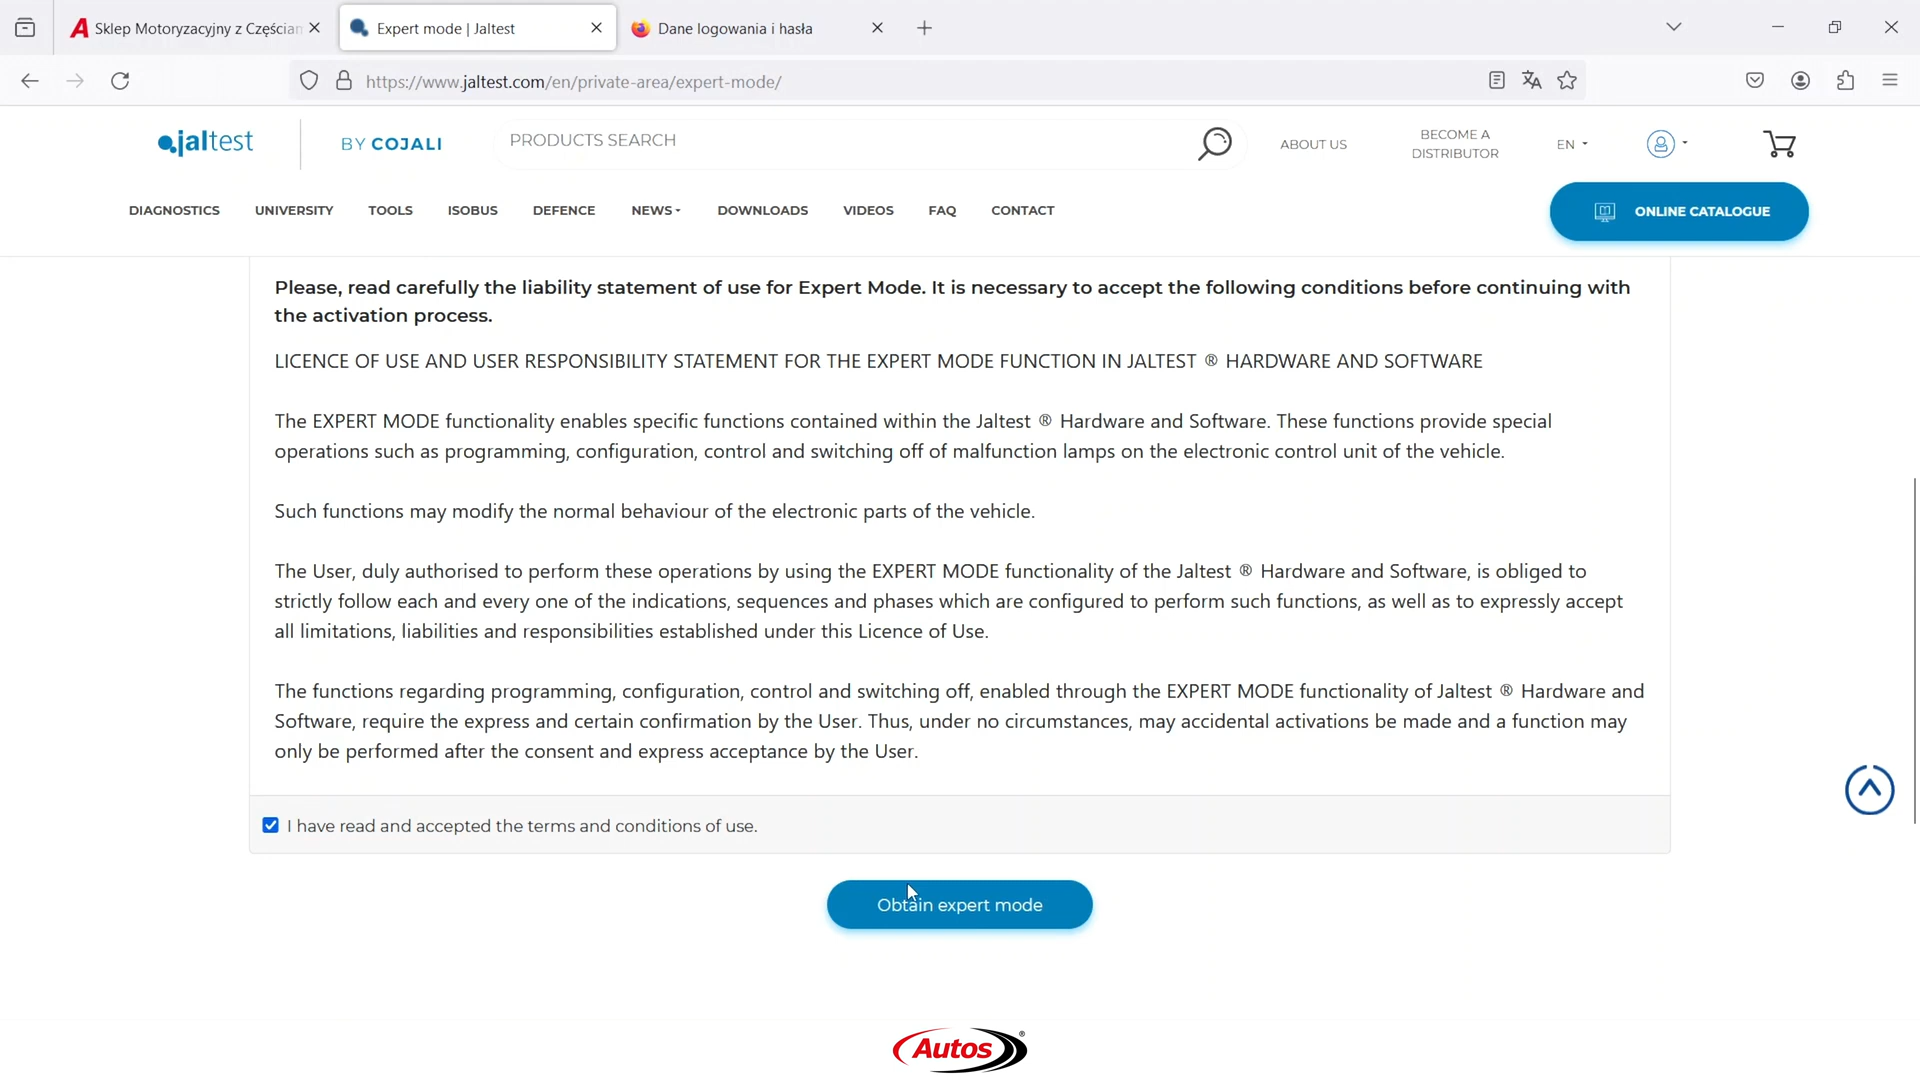 Sklep Motoryzacyjny z Częścian
Expert mode | Jaltest
Dane logowania i hasła
https://www.jaltest.com/en/private-area/expert-mode/
jaltest
BY COJALI
PRODUCTS SEARCH
ABOUT US
BECOME A
DISTRIBUTOR
EN
DIAGNOSTICS
UNIVERSITY
TOOLS
ISOBUS
DEFENCE
NEWS
DOWNLOADS
VIDEOS
FAQ
CONTACT
ONLINE CATALOGUE
Please, read carefully the liability statement of use for Expert Mode. It is necessary to accept the following conditions before continuing with
the activation process.
LICENCE OF USE AND USER RESPONSIBILITY STATEMENT FOR THE EXPERT MODE FUNCTION IN JALTEST ® HARDWARE AND SOFTWARE
The EXPERT MODE functionality enables specific functions contained within the Jaltest ® Hardware and Software. These functions provide special
operations such as programming, configuration, control and switching off of malfunction lamps on the electronic control unit of the vehicle.
Such functions may modify the normal behaviour of the electronic parts of the vehicle.
The User, duly authorised to perform these operations by using the EXPERT MODE functionality of the Jaltest ® Hardware and Software, is obliged to
strictly follow each and every one of the indications, sequences and phases which are configured to perform such functions, as well as to expressly accept
all limitations, liabilities and responsibilities established under this Licence of Use.
The functions regarding programming, configuration, control and switching off, enabled through the EXPERT MODE functionality of Jaltest ® Hardware and
Software, require the express and certain confirmation by the User. Thus, under no circumstances, may accidental activations be made and a function may
only be performed after the consent and express acceptance by the User.
I have read and accepted the terms and conditions of use.
Obtain expert mode
Autos®